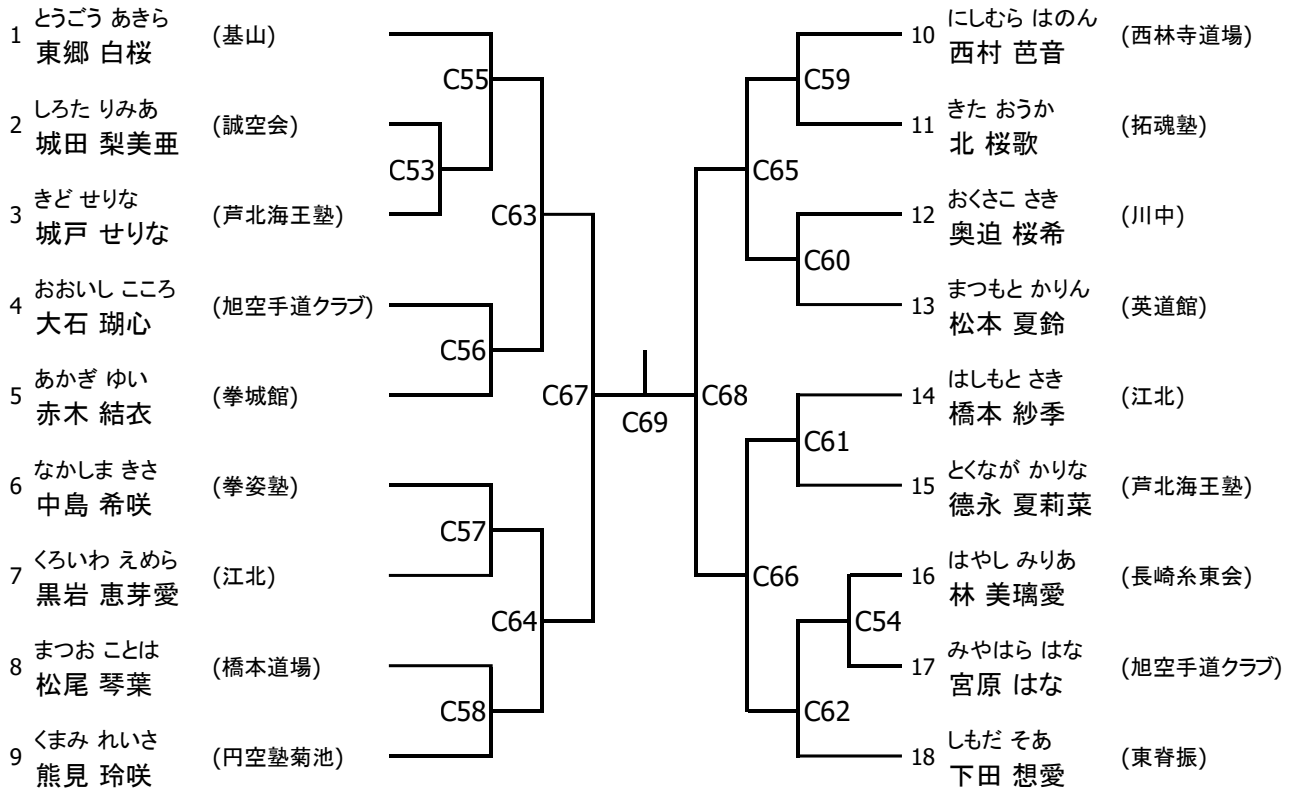 とうごう あきら
1 東郷 白桜 (基山)
しろた りみあ
2 城田 梨美亜 (誠空会)
きど せりな
3 城戸 せりな (芦北海王塾)
おおいし こころ
4 大石 瑚心 (旭空手道クラブ)
あかぎ ゆい
5 赤木 結衣 (拳城館)
なかしま きさ
6 中島 希咲 (拳姿塾)
くろいわ えめら
7 黒岩 恵芽愛 (江北)
まつお ことは
8 松尾 琴葉 (橋本道場)
くまみ れいさ
9 熊見 玲咲 (円空塾菊池)
C55
C53
C63
C56
C67
C57
C64
C58
C69
C59
C65
C60
C68
C61
C66
C54
C62
にしむら はのん
10 西村 芭音 (西林寺道場)
きた おうか
11 北 桜歌 (拓魂塾)
おくさこ さき
12 奥迫 桜希 (川中)
まつもと かりん
13 松本 夏鈴 (英道館)
はしもと さき
14 橋本 紗季 (江北)
とくなが かりな
15 德永 夏莉菜 (芦北海王塾)
はやし みりあ
16 林 美璃愛 (長崎糸東会)
みやはら はな
17 宮原 はな (旭空手道クラブ)
しもだ そあ
18 下田 想愛 (東脊振)